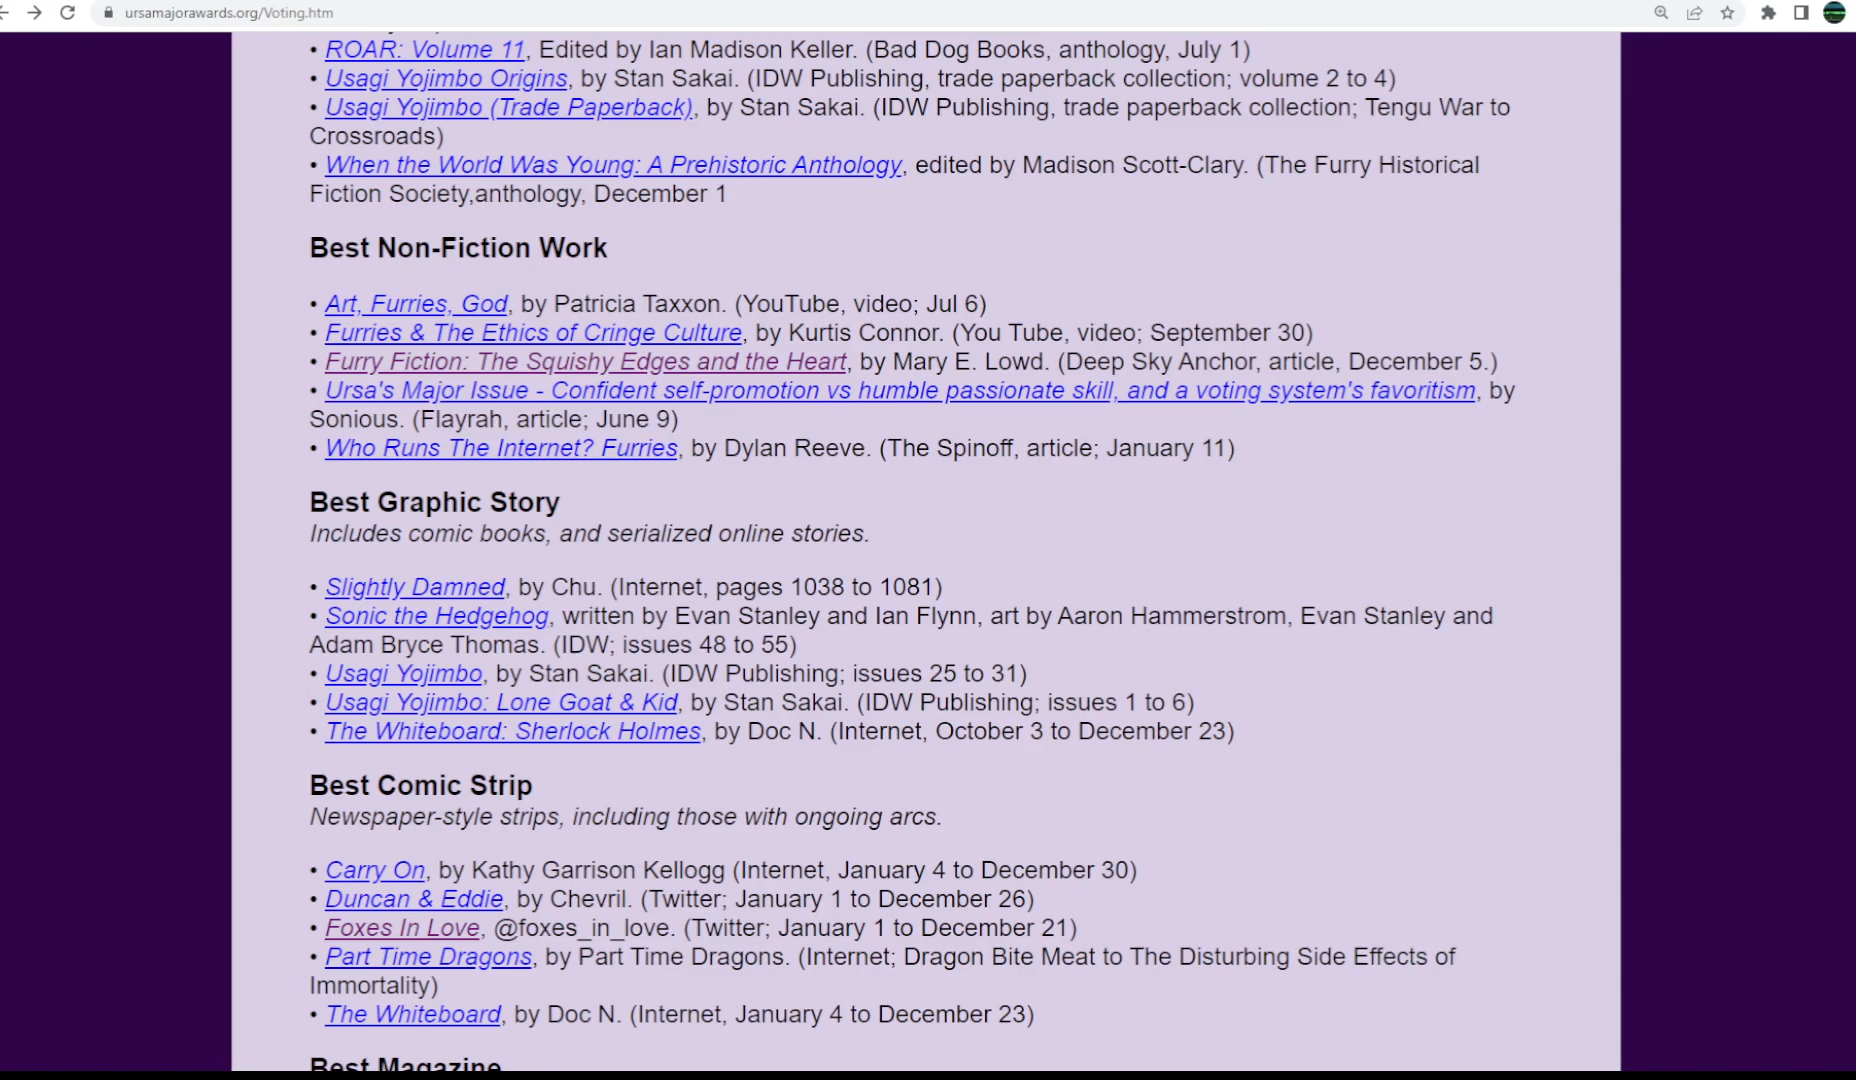 ursamajorawards.org/Voting.htm
• ROAR: Volume 11, Edited by Ian Madison Keller. (Bad Dog Books, anthology, July 1)
• Usagi Yojimbo Origins, by Stan Sakai. (IDW Publishing, trade paperback collection; volume 2 to 4)
• Usagi Yojimbo (Trade Paperback), by Stan Sakai. (IDW Publishing, trade paperback collection; Tengu War to
Crossroads)
• When the World Was Young: A Prehistoric Anthology, edited by Madison Scott-Clary. (The Furry Historical
Fiction Society,anthology, December 1
Best Non-Fiction Work
• Art, Furries, God, by Patricia Taxxon. (YouTube, video; Jul 6)
• Furries & The Ethics of Cringe Culture, by Kurtis Connor. (You Tube, video; September 30)
• Furry Fiction: The Squishy Edges and the Heart, by Mary E. Lowd. (Deep Sky Anchor, article, December 5.)
• Ursa's Major Issue - Confident self-promotion vs humble passionate skill, and a voting system's favoritism, by
Sonious. (Flayrah, article; June 9)
• Who Runs The Internet? Furries, by Dylan Reeve. (The Spinoff, article; January 11)
Best Graphic Story
Includes comic books, and serialized online stories.
• Slightly Damned, by Chu. (Internet, pages 1038 to 1081)
• Sonic the Hedgehog, written by Evan Stanley and Ian Flynn, art by Aaron Hammerstrom, Evan Stanley and
Adam Bryce Thomas. (IDW; issues 48 to 55)
• Usagi Yojimbo, by Stan Sakai. (IDW Publishing; issues 25 to 31)
• Usagi Yojimbo: Lone Goat & Kid, by Stan Sakai. (IDW Publishing; issues 1 to 6)
• The Whiteboard: Sherlock Holmes, by Doc N. (Internet, October 3 to December 23)
Best Comic Strip
Newspaper-style strips, including those with ongoing arcs.
• Carry On, by Kathy Garrison Kellogg (Internet, January 4 to December 30)
• Duncan & Eddie, by Chevril. (Twitter; January 1 to December 26)
• Foxes In Love, @foxes_in_love. (Twitter; January 1 to December 21)
• Part Time Dragons, by Part Time Dragons. (Internet; Dragon Bite Meat to The Disturbing Side Effects of
Immortality)
• The Whiteboard, by Doc N. (Internet, January 4 to December 23)
Best Magazine